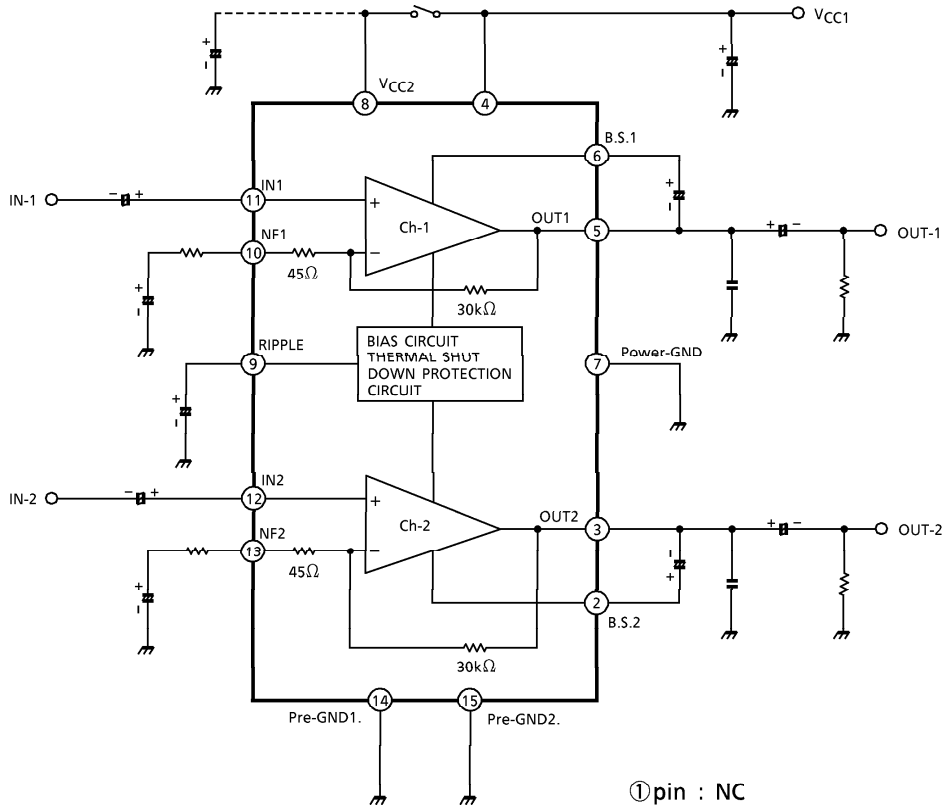 VCC1
+
-
+
-
VCC2
8
4
B.S.1
6
IN-1
- +
IN1
11
+
Ch-1
OUT1
5
+
-
+ -
OUT-1
NF1
10
45Ω
-
30kΩ
+
-
RIPPLE
9
BIAS CIRCUIT
THERMAL SHUT
DOWN PROTECTION
CIRCUIT
Power-GND
7
+
-
IN-2
- +
IN2
12
+
Ch-2
OUT2
3
+ -
OUT-2
NF2
13
45Ω
-
-
+
+
-
2
B.S.2
30kΩ
14
15
Pre-GND1.
Pre-GND2.
①pin : NC